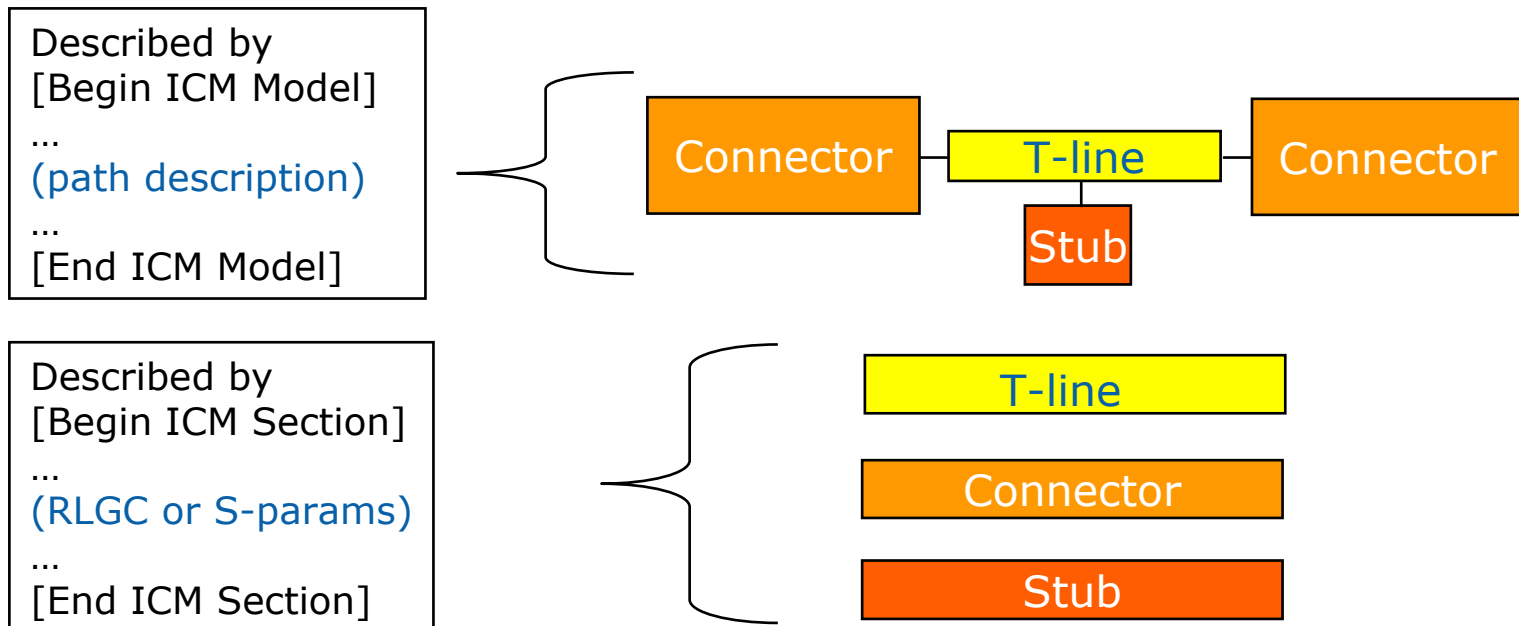 Described by
[Begin ICM Model]
…
(path description)
…
[End ICM Model]
Connector
T-line
Connector
Stub
Described by
[Begin ICM Section]
…
(RLGC or S-params)
…
[End ICM Section]
T-line
Connector
Stub